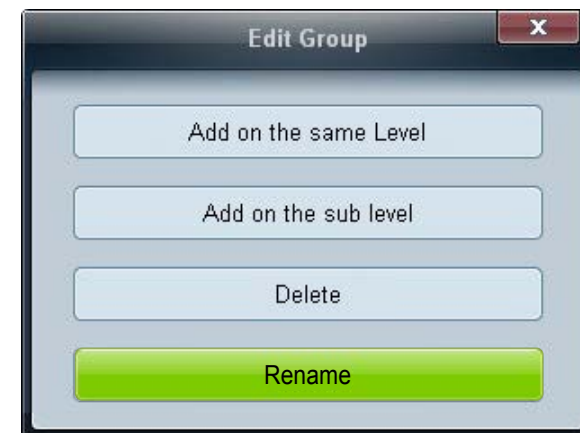 Edit Group
x
Add on the same Level
Add on the sub level
Delete
Rename